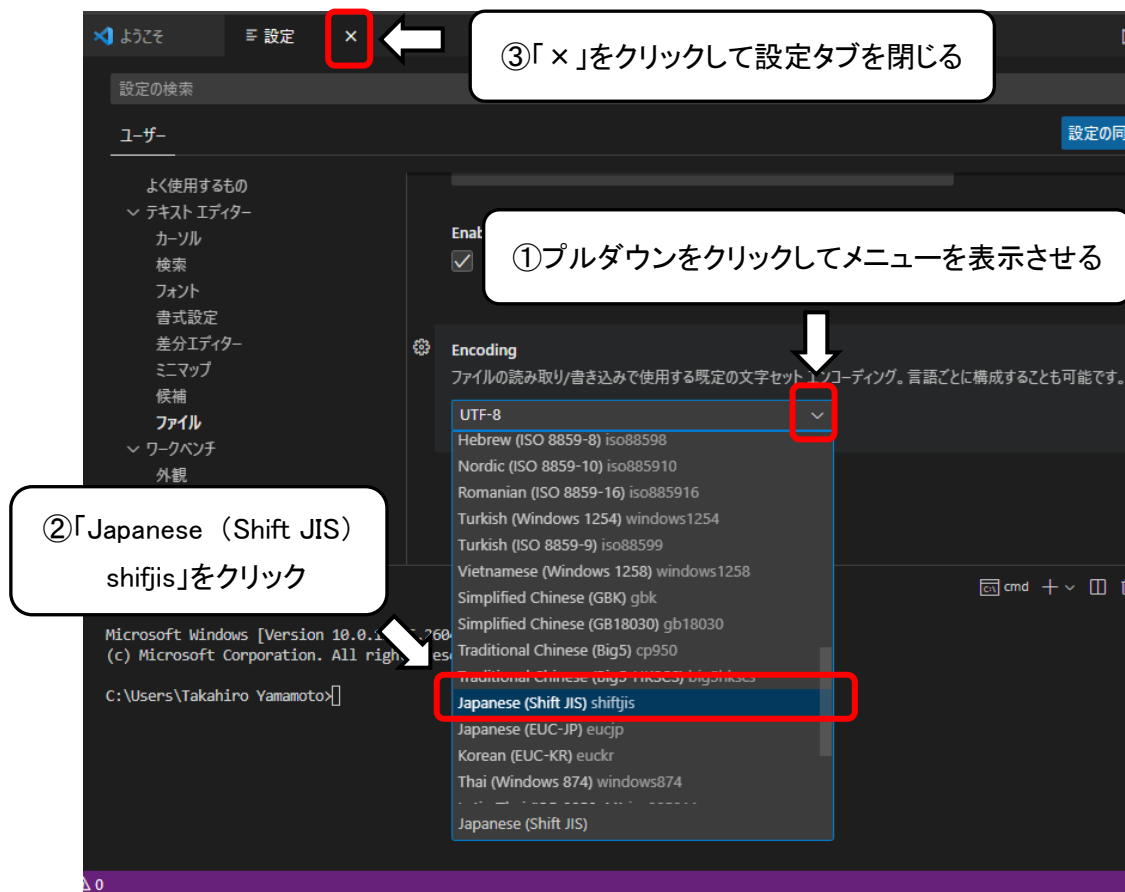 ようこそ
設定
×
③「×」をクリックして設定タブを閉じる
設定の検索
ユーザー
設定の同
よく使用するもの
テキスト エディター
カーソル
検索
フォント
書式設定
差分エディター
ミニマップ
候補
ファイル
ワークベンチ
外観
①プルダウンをクリックしてメニューを表示させる
Encoding
ファイルの読み取り/書き込みで使用する既定の文字セット エンコーディング。言語ごとに構成することも可能です。
UTF-8
Hebrew (ISO 8859-8) iso88598
Nordic (ISO 8859-10) iso885910
Romanian (ISO 8859-16) iso885916
Turkish (Windows 1254) windows1254
Turkish (ISO 8859-9) iso88599
Vietnamese (Windows 1258) windows1258
Simplified Chinese (GBK) gbk
Simplified Chinese (GB18030) gb18030
Traditional Chinese (Big5) cp950
Traditional Chinese (Big5-HKSCS) big5hkscs
Japanese (Shift JIS) shiftjis
Japanese (EUC-JP) eucjp
Korean (EUC-KR) euckr
Thai (Windows 874) windows874
Japanese (Shift JIS)
②「Japanese (Shift JIS)
shifjis」をクリック
cmd
Microsoft Windows [Version 10.0.1
(c) Microsoft Corporation. All righ
C:\Users\Takahiro Yamamoto>
0